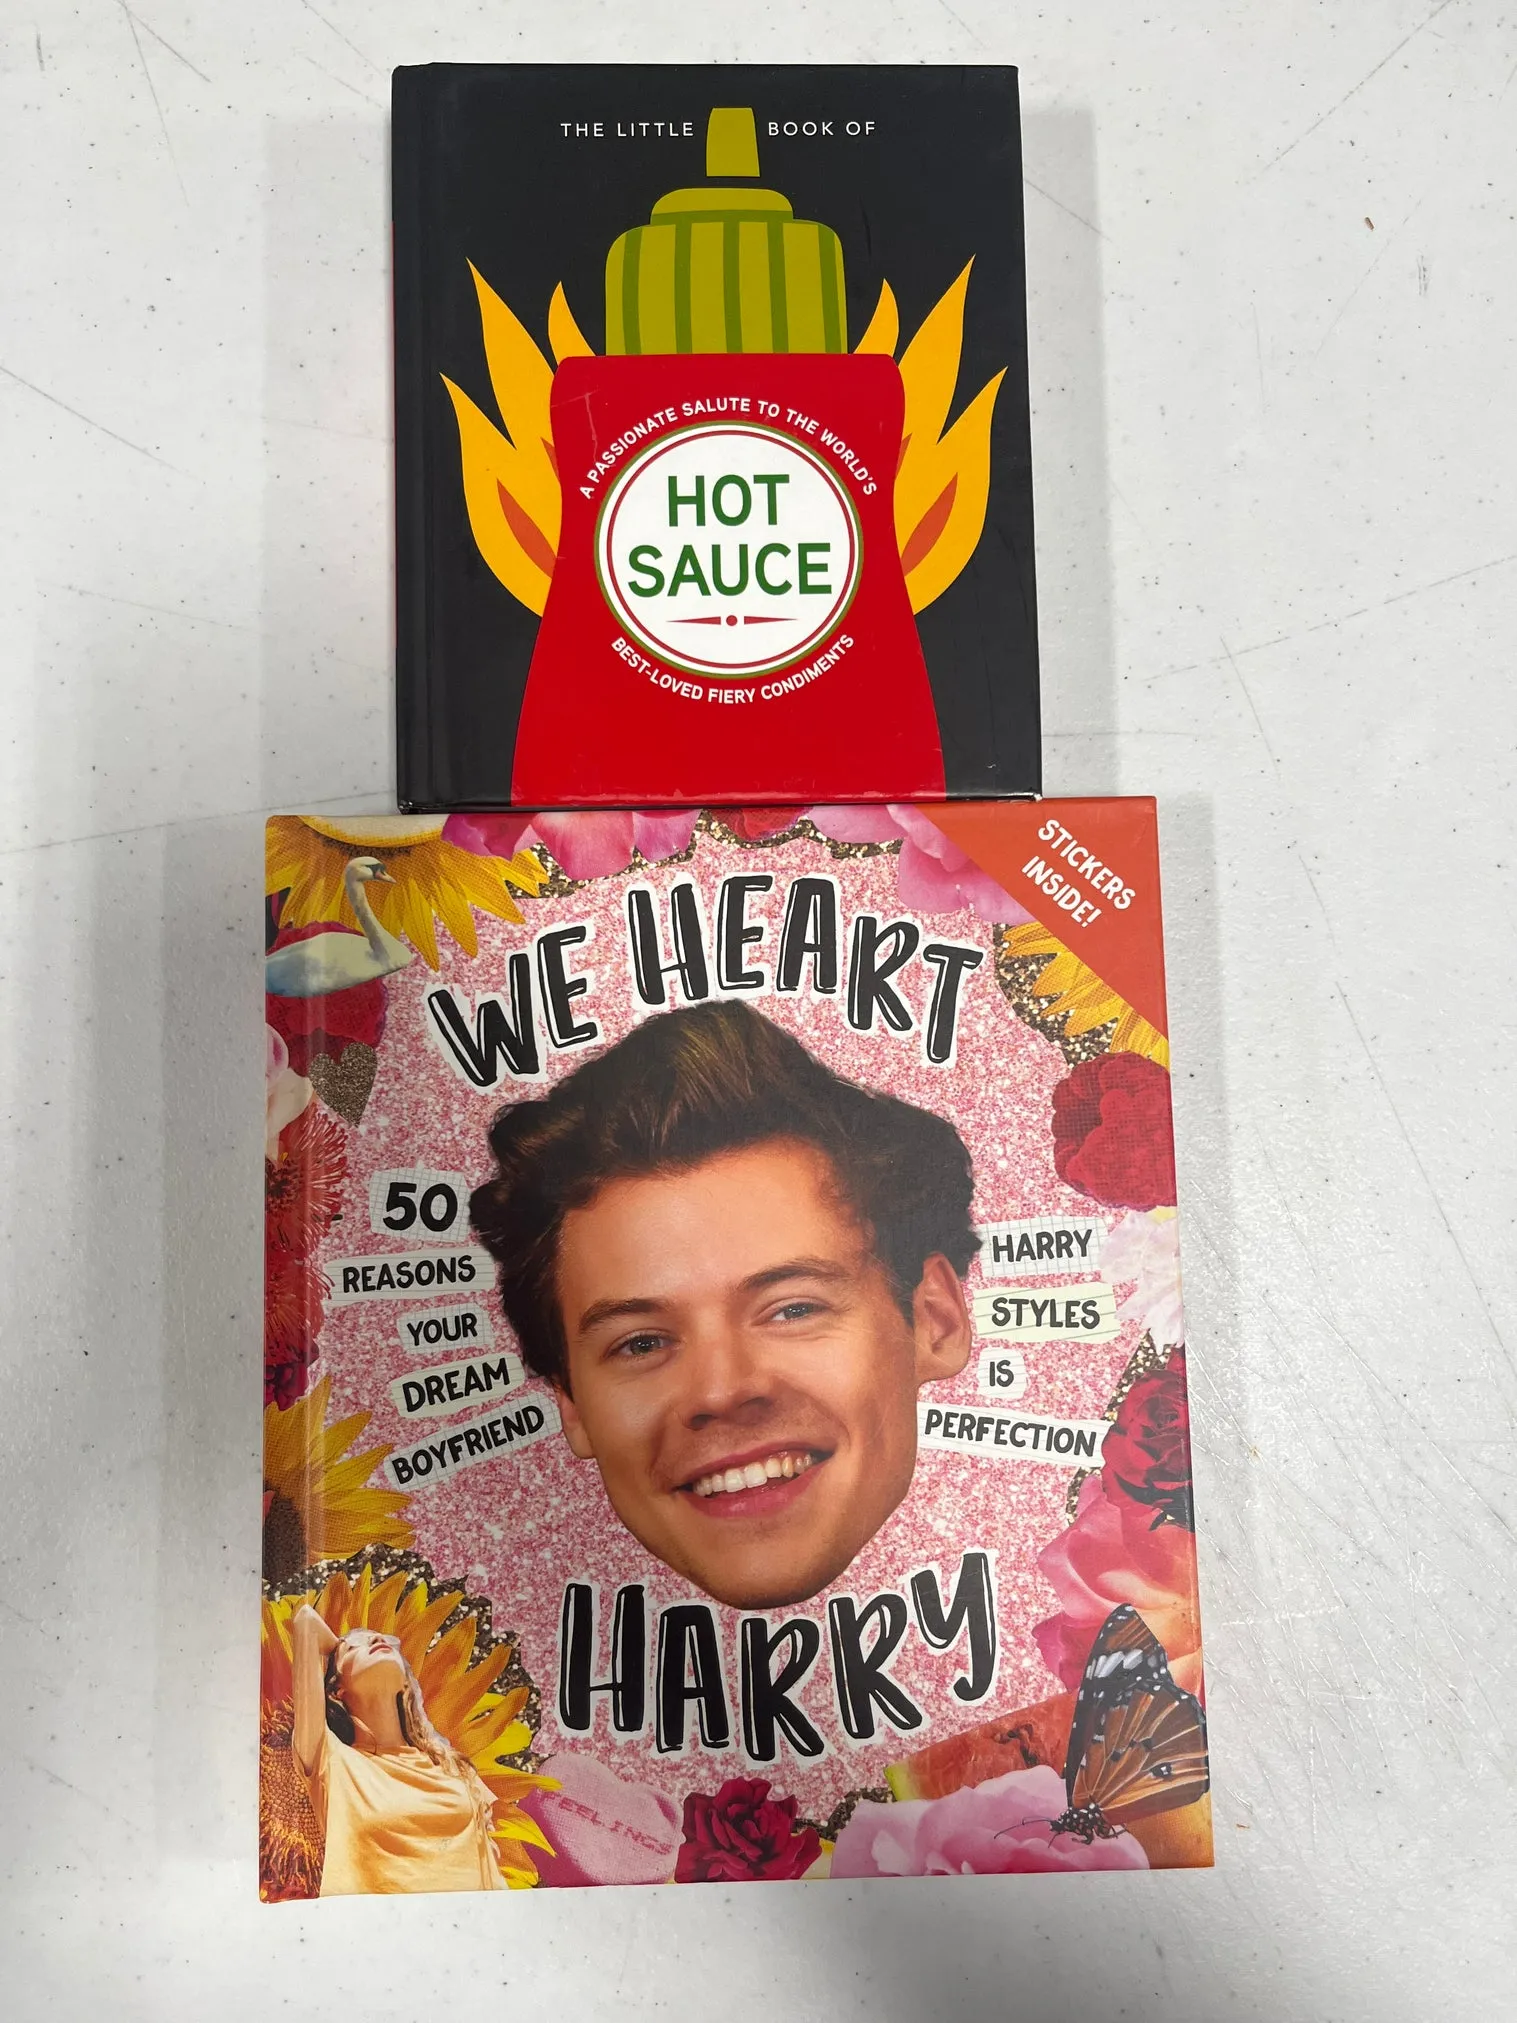 THE LITTLE BOOK OF
A PASSIONATE SALUTE TO THE WORLD'S
HOT
SAUCE
BEST-LOVED FIERY CONDIMENTS
STICKERS
INSIDE!
WE HEART
50
REASONS
YOUR
DREAM
BOYFRIEND
HARRY
STYLES
IS
PERFECTION
HARRY
FEELINGS